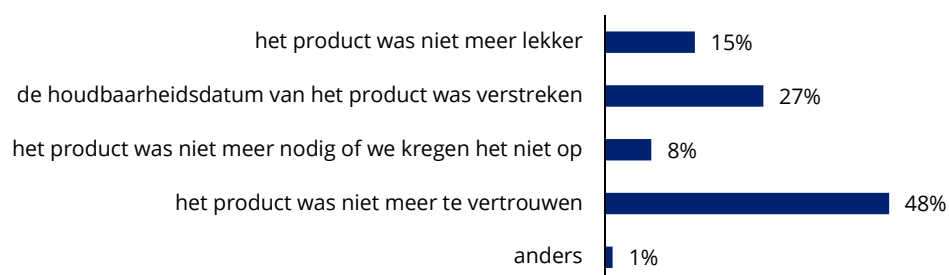 het product was niet meer lekker 15%
de houdbaarheidsdatum van het product was verstreken 27%
het product was niet meer nodig of we kregen het niet op 8%
het product was niet meer te vertrouwen 48%
anders 1%